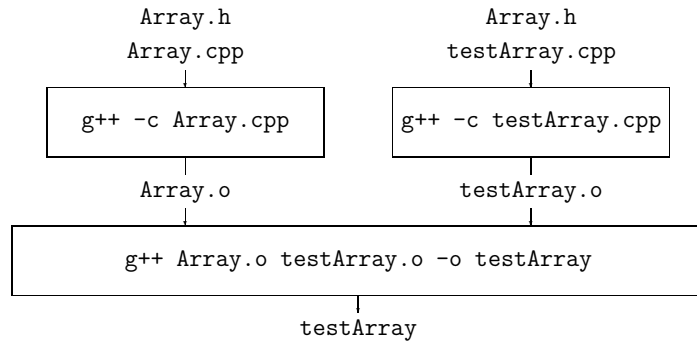 Array.h Array.h
Array.cpp testArray.cpp
g++ -c Array.cpp g++ -c testArray.cpp
Array.o testArray.o
g++ Array.o testArray.o -o testArray
testArray